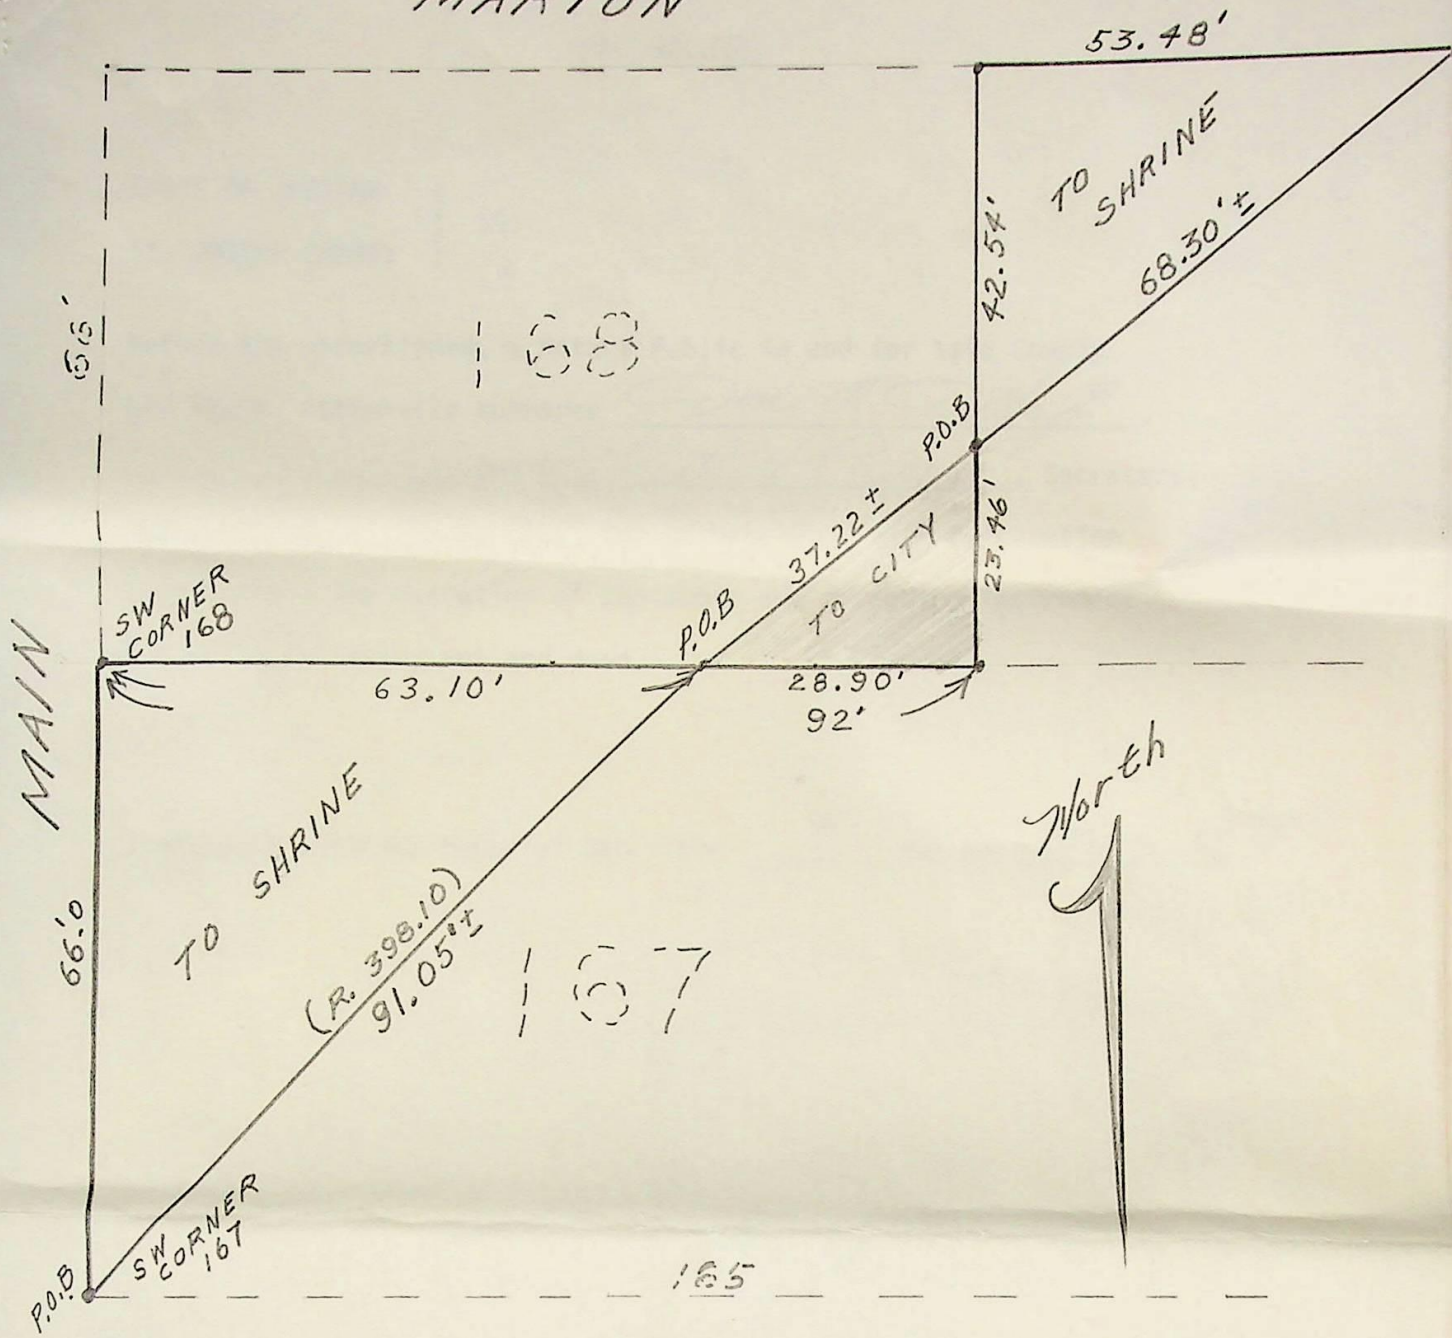 MARION
53.48'
TO
SHRINE
42.54'
68.30'±
66'
168
P.O.B
37.22±
TO CITY
23.46'
SW
CORNER
168
P.O.B
63.10'
28.90'
92'
MAIN
North
TO SHRINE
66.'0
(R. 398.10)
91.05'±
167
SW
CORNER
167
P.O.B
165